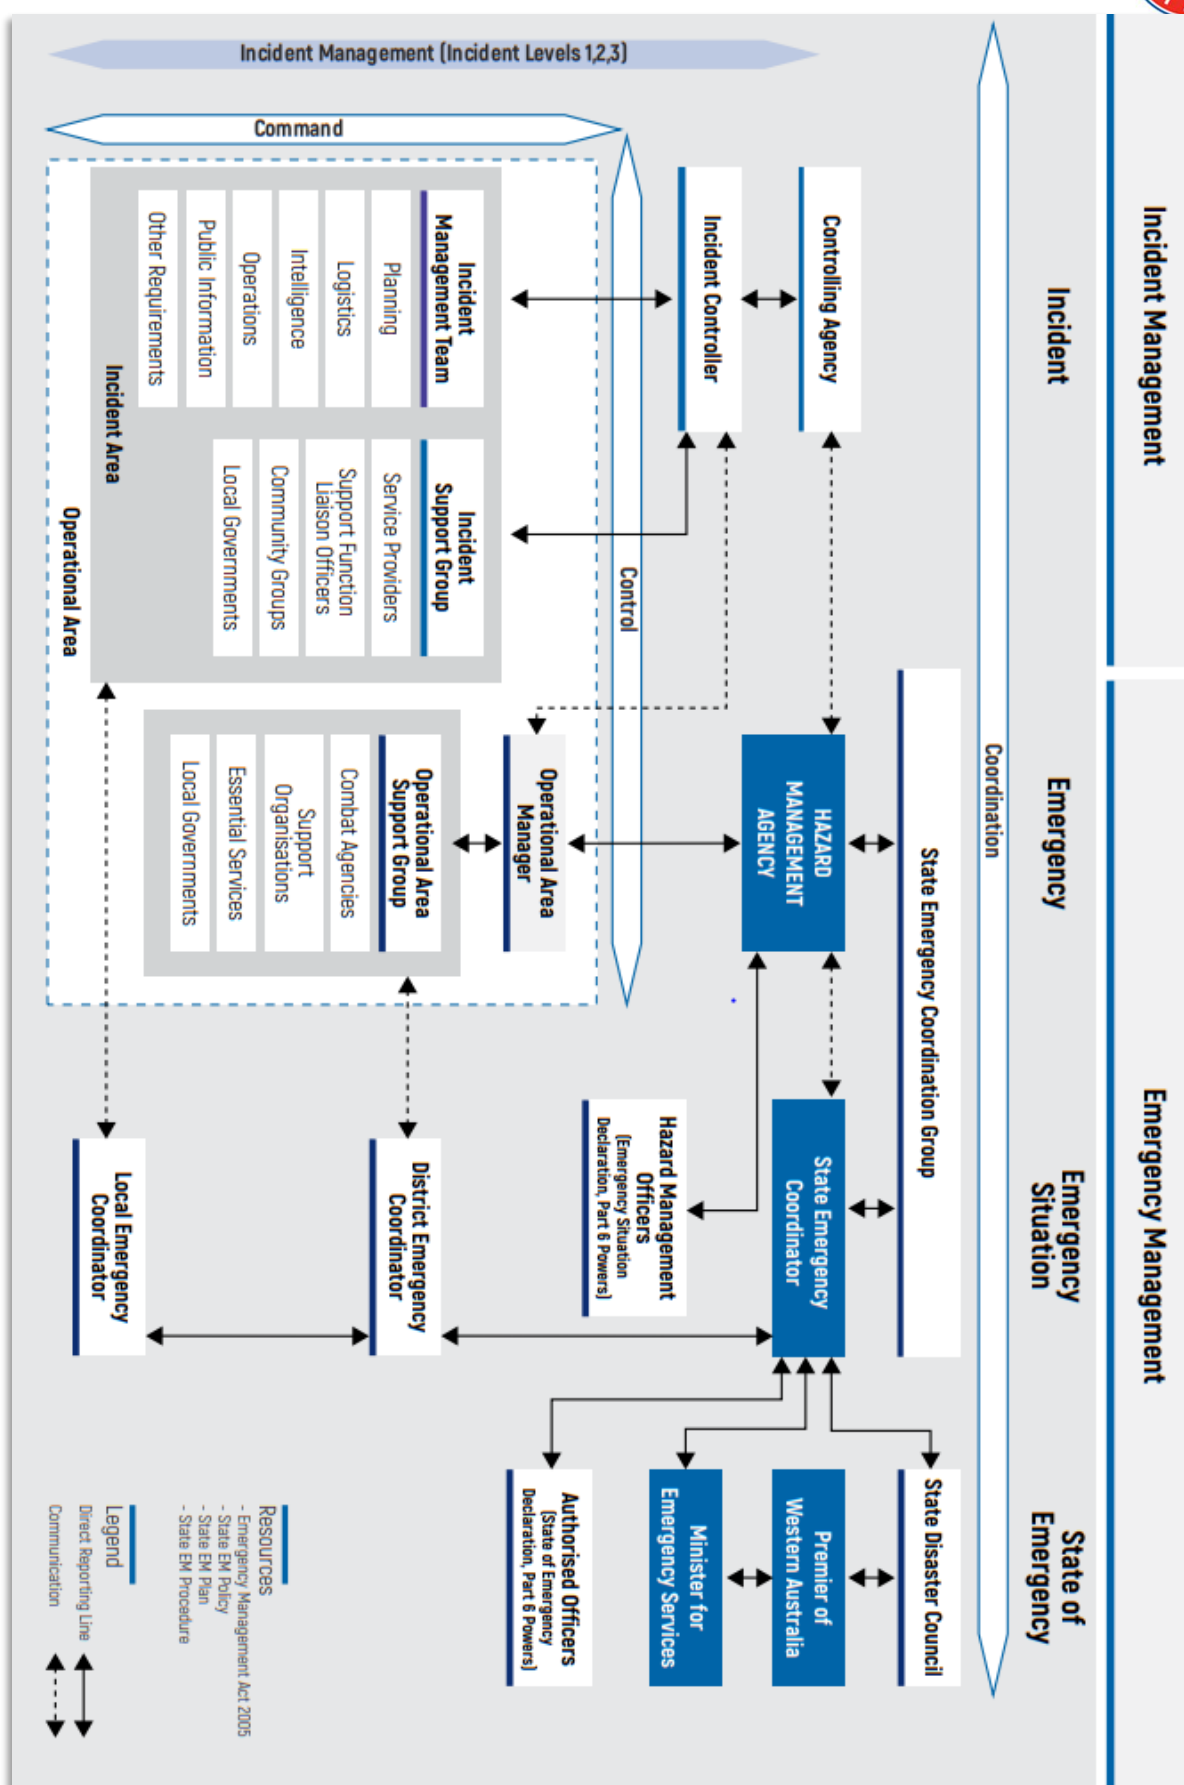 Incident Management
Emergency Management
Incident
Emergency
Emergency
Situation
State of
Emergency
Coordination
State Emergency Coordination Group
State Disaster Council
Controlling Agency
HAZARD
MANAGEMENT
AGENCY
State Emergency
Coordinator
Premier of
Western Australia
Incident Controller
Hazard Management
Officers
(Emergency Situation
Declaration, Part 6 Powers)
Minister for
Emergency Services
Control
Authorised Officers
(State of Emergency
Declaration, Part 6 Powers)
Incident Management (Incident Levels 1,2,3)
Command
Incident
Management Team
Planning
Logistics
Intelligence
Operations
Public Information
Other Requirements
Incident
Support Group
Service Providers
Support Function
Liaison Officers
Community Groups
Local Governments
Incident Area
Operational Area
Operational Area
Manager
Operational Area
Support Group
Combat Agencies
Support
Organisations
Essential Services
Local Governments
District Emergency
Coordinator
Local Emergency
Coordinator
Resources
- Emergency Management Act 2005
- State EM Policy
- State EM Plan
- State EM Procedure
Legend
Direct Reporting Line
Communication